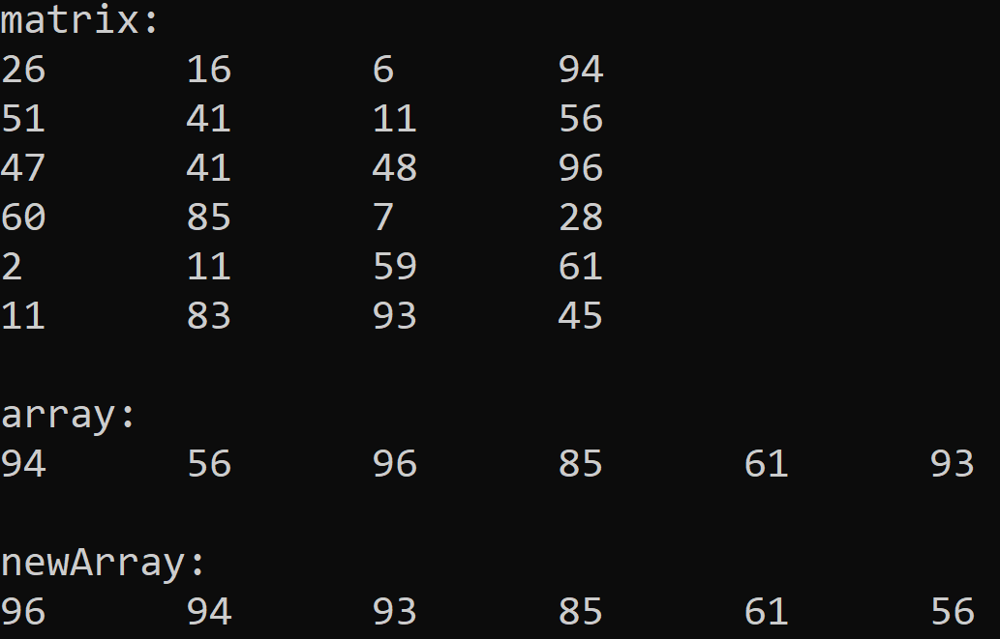 matrix:
26 16 6 94
51 41 11 56
47 41 48 96
60 85 7 28
2 11 59 61
11 83 93 45
array:
94 56 96 85 61 93
newArray:
96 94 93 85 61 56